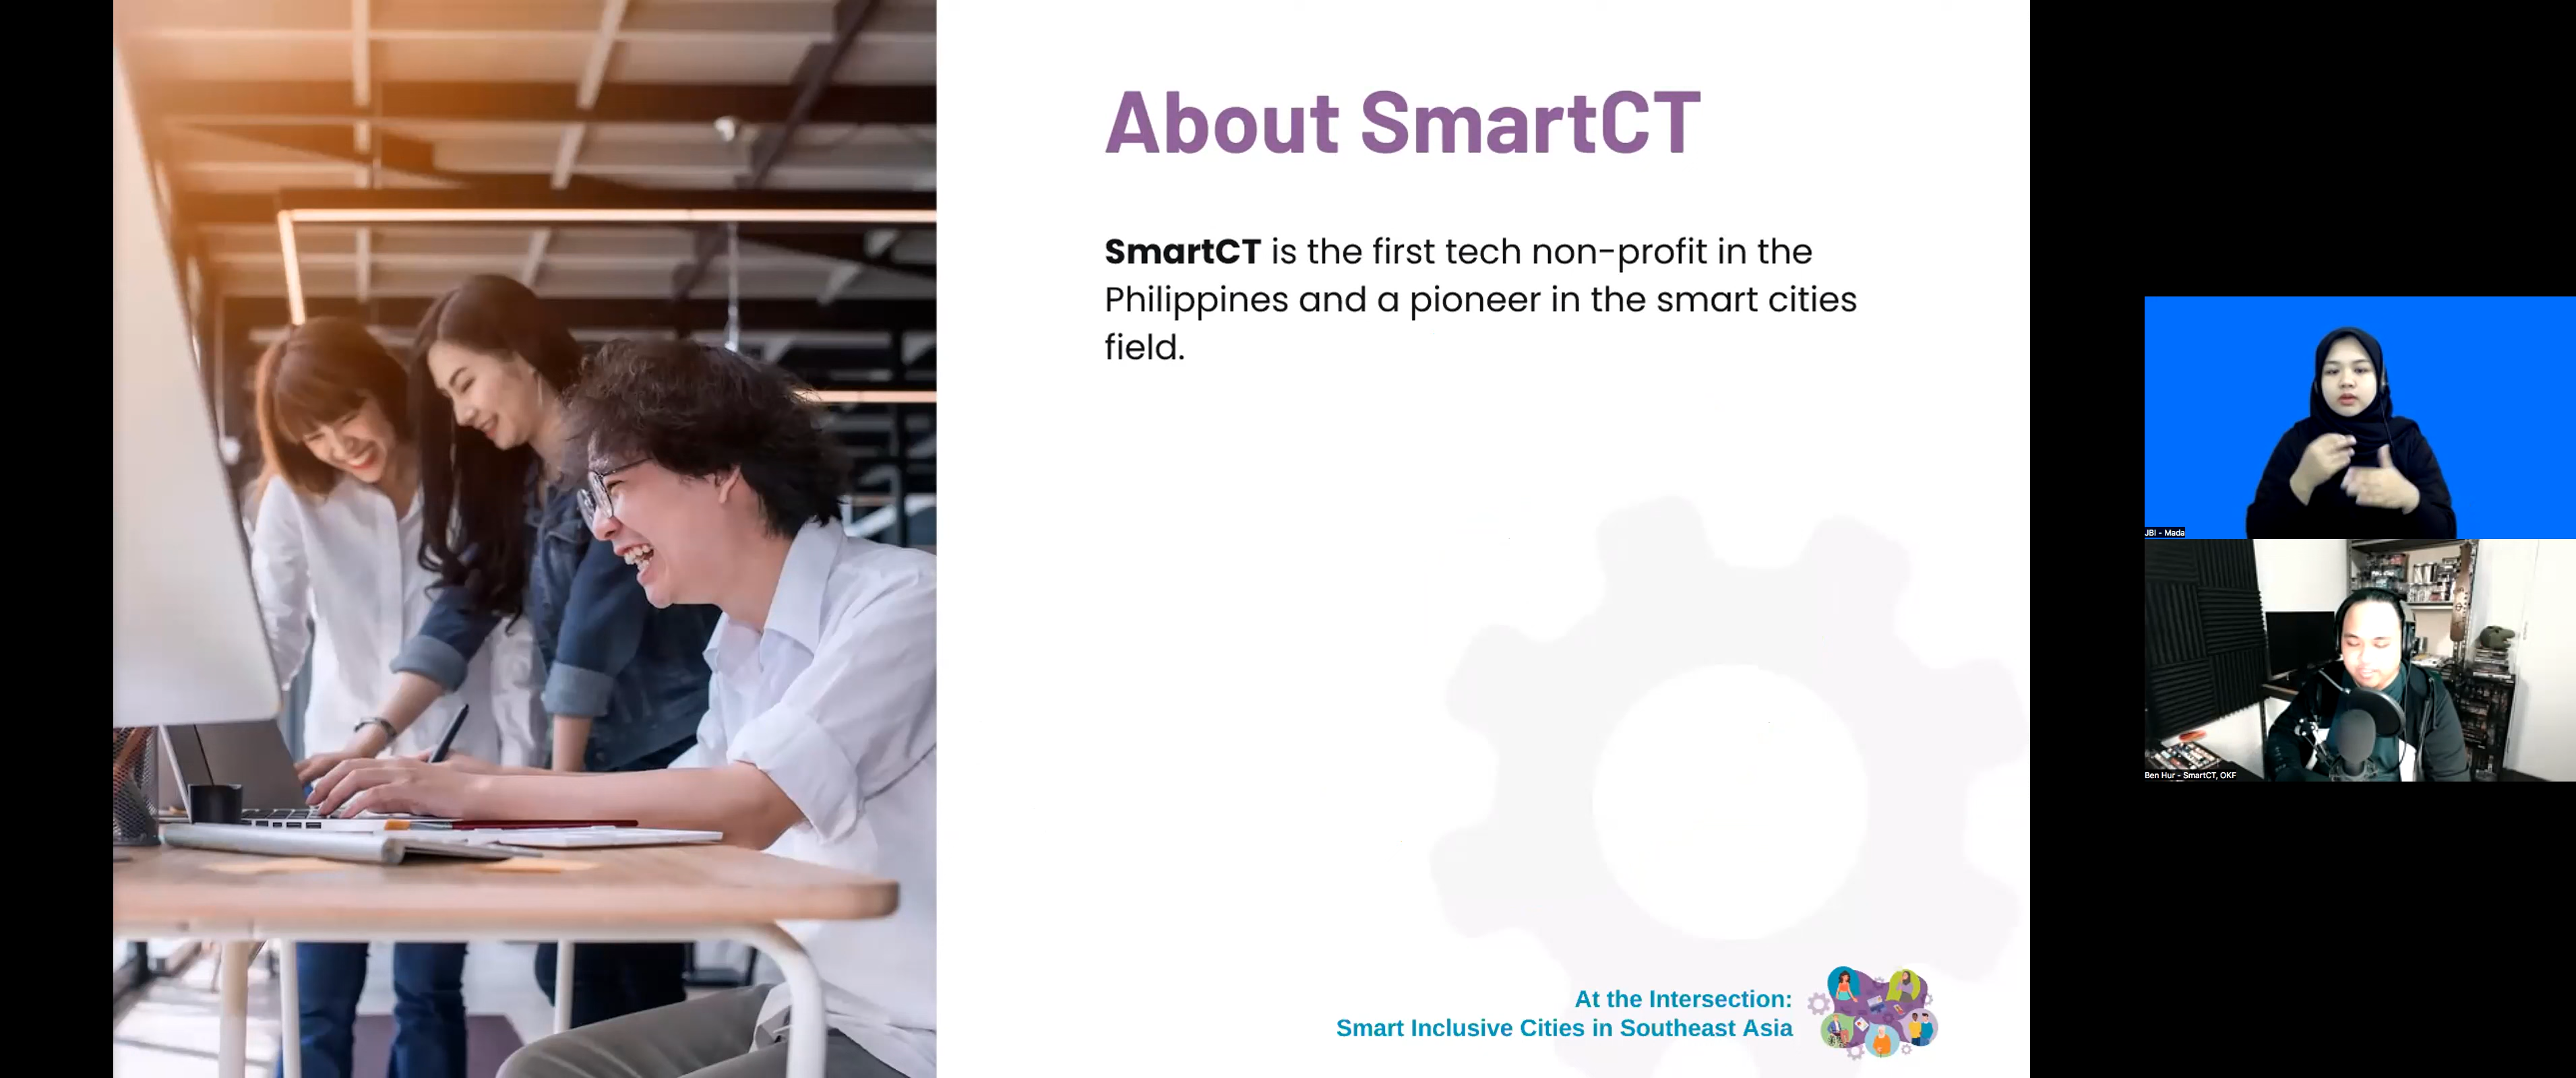 About SmartCT
SmartCT is the first tech non-profit in the
Philippines and a pioneer in the smart cities
field.
At the Intersection:
Smart Inclusive Cities in Southeast Asia
JBI - Mada
Ben Hur - SmartCT, OKF